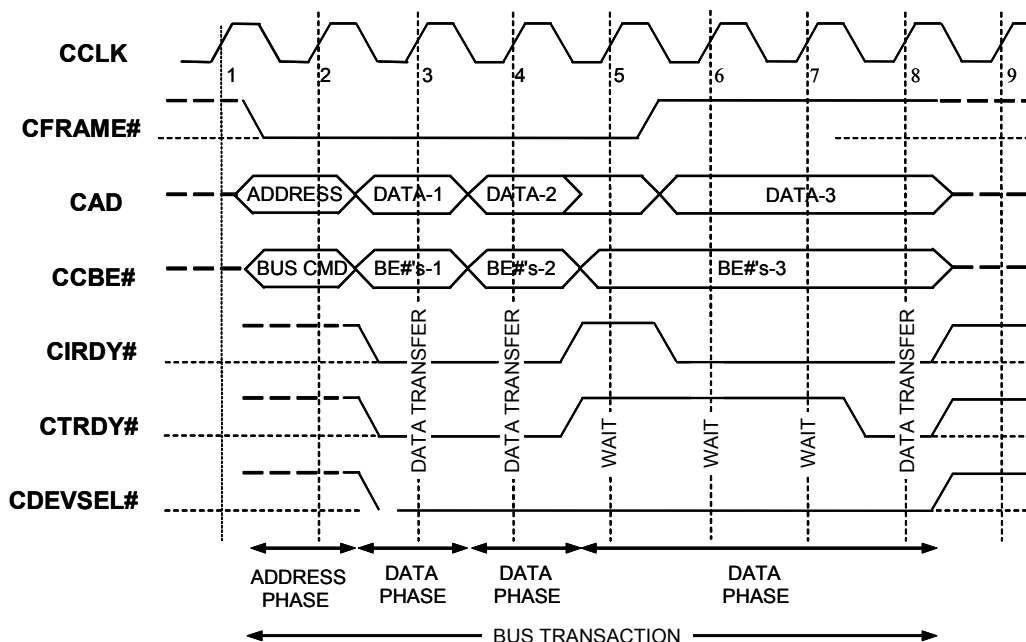 CCLK
1 2 3 4 5 6 7 8 9
CFRAME#
CAD
ADDRESS DATA-1 DATA-2 DATA-3
CCBE#
BUS CMD BE#'s-1 BE#'s-2 BE#'s-3
CIRDY#
CTRDY#
CDEVSEL#
DATA TRANSFER
DATA TRANSFER
WAIT
WAIT
WAIT
DATA TRANSFER
ADDRESS
PHASE
DATA
PHASE
DATA
PHASE
DATA
PHASE
BUS TRANSACTION